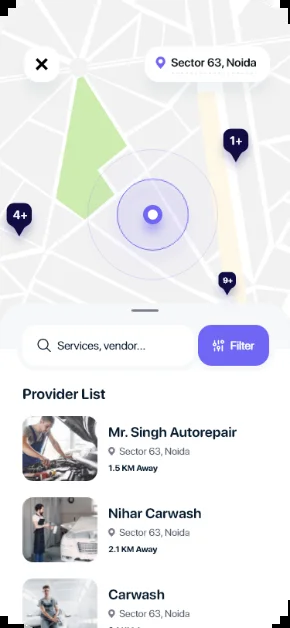 Sector 63, Noida
1+
4+
9+
Services, vendor...
Filter
Provider List
Mr. Singh Autorepair
Sector 63, Noida
1.5 KM Away
Nihar Carwash
Sector 63, Noida
2.1 KM Away
Carwash
Sector 63, Noida